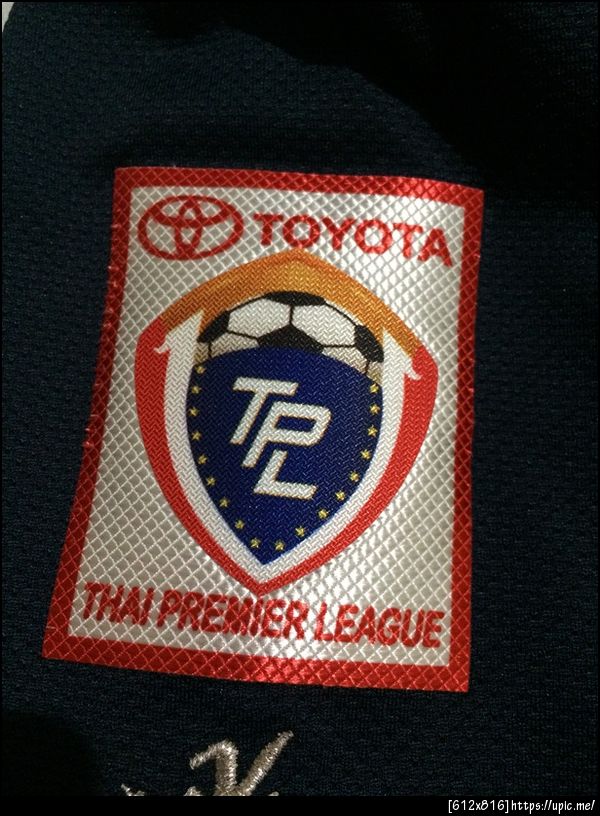 TOYOTA
TPL
THAI PREMIER LEAGUE
[612x816]https://upic.me/